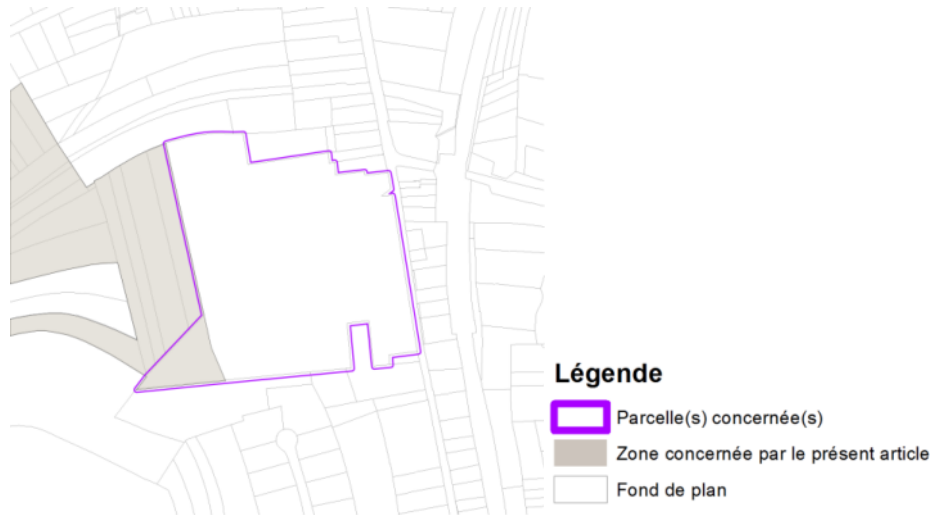 Légende
Parcelle(s) concernée(s)
Zone concernée par le présent article
Fond de plan